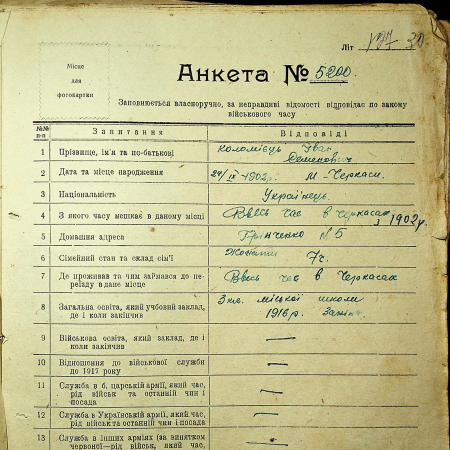 Літ
Місце
для
фотокартки
Анкета № 5200.
Заповнюється власноручно, за неправдиві відомості відповідає по закону
військового часу
№№ п-п Запитання Відповіді
1 Прізвище, ім'я та по-батькові Коломієць Іван
Семенович
2 Дата та місце народження 24/IX 1902 р. м. Черкаси.
3 Національність Українець.
4 З якого часу мешкає в даному місці Ввесь час в Черкасах
з 1902 р.
5 Домашня адреса Грінченко № 5
6 Сімейний стан та склад сім'ї 7 ч.
7 Де проживав та чим займався до пе-
реїзду в дане місце Ввесь час в Черкасах
8 Загальна освіта, який учбовий заклад,
де і коли закінчив 3 кл. міської школи
1916 р.
9 Військова освіта, який заклад, де і
коли закінчив —
10 Відношення до військової служби
до 1917 року —
11 Служба в б. царській армії, який час,
рід військ та останній чин і
посада —
12 Служба в Українській армії, який час,
рід військ та останній чин і посада —
13 Служба в інших арміях (за винятком
червоної—рід військ, який час,